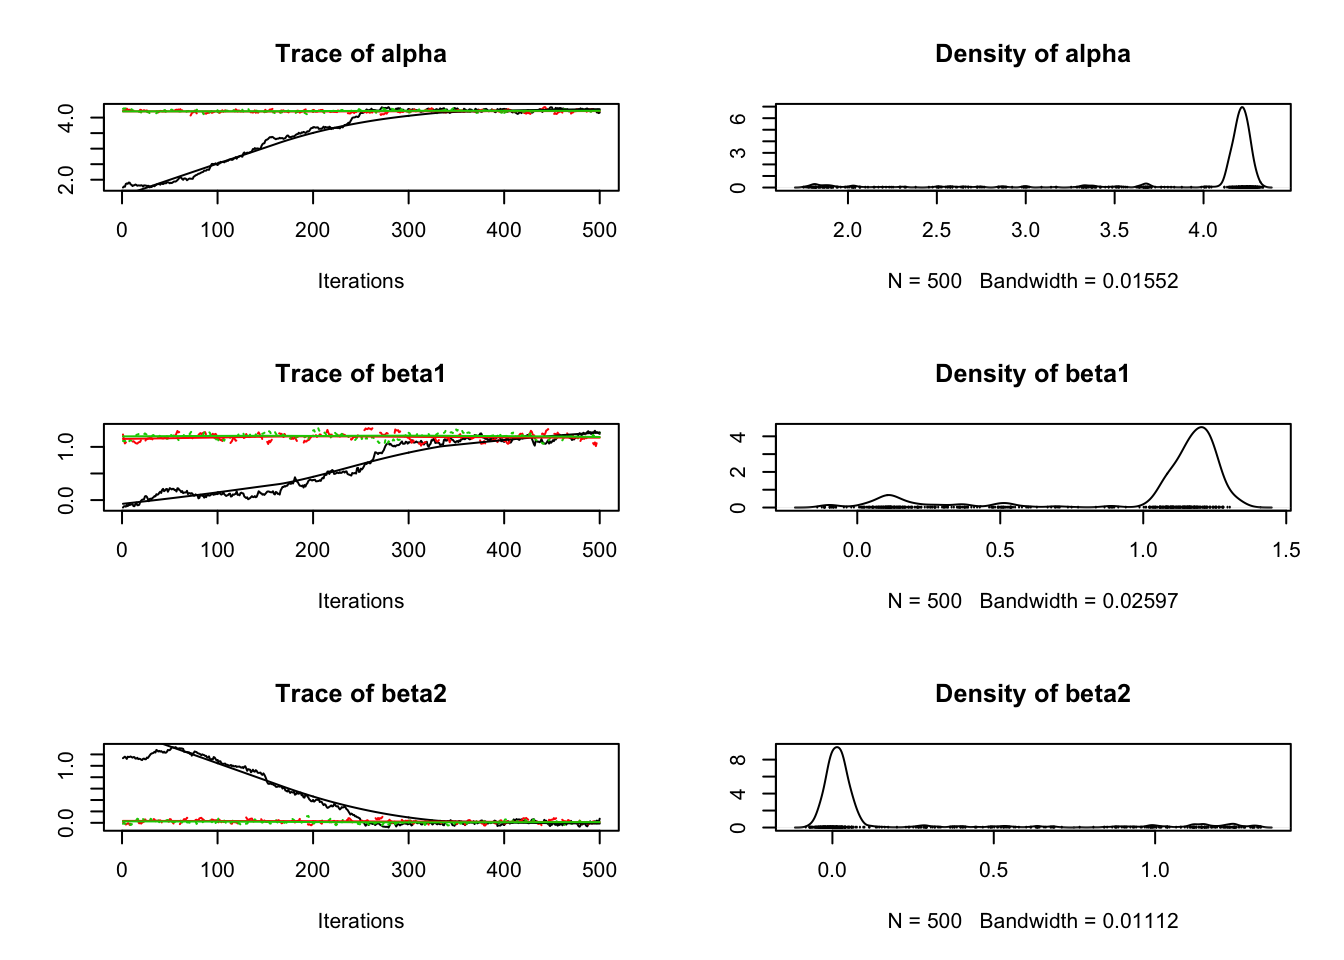 Trace of alpha
4.0
2.0
0 100 200 300 400 500
Iterations
Density of alpha
6
3
0
2.0 2.5 3.0 3.5 4.0
N = 500 Bandwidth = 0.01552
Trace of beta1
1.0
0.0
0 100 200 300 400 500
Iterations
Density of beta1
4
2
0
0.0 0.5 1.0 1.5
N = 500 Bandwidth = 0.02597
Trace of beta2
1.0
0.0
0 100 200 300 400 500
Iterations
Density of beta2
8
4
0
0.0 0.5 1.0
N = 500 Bandwidth = 0.01112